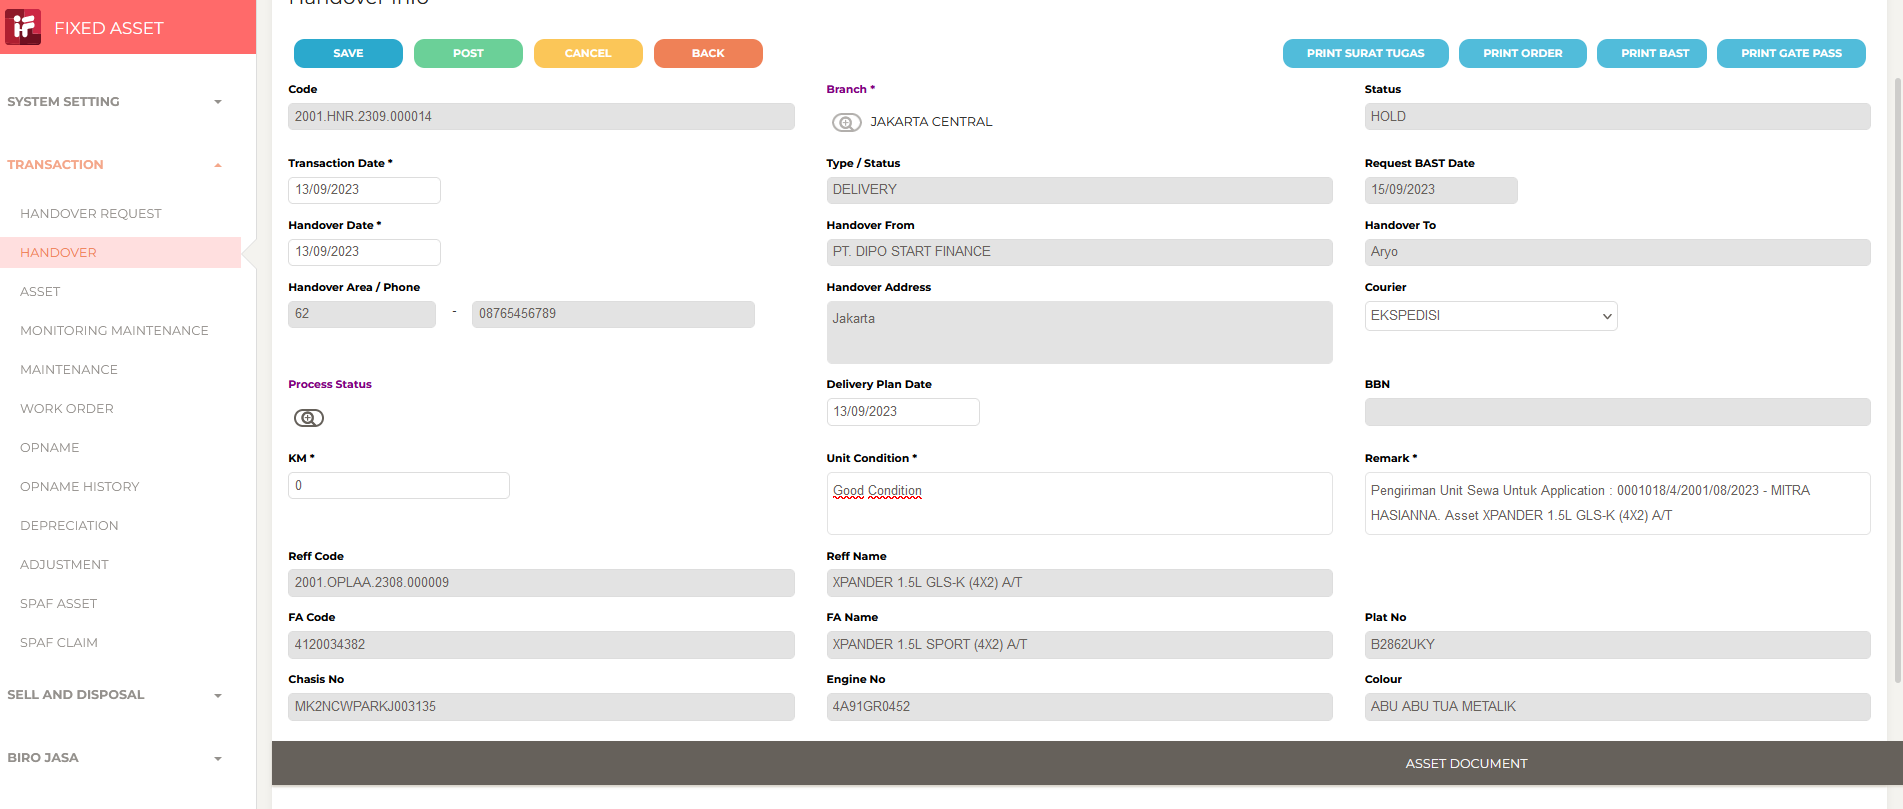 FIXED ASSET
SYSTEM SETTING
TRANSACTION
HANDOVER REQUEST
HANDOVER
ASSET
MONITORING MAINTENANCE
MAINTENANCE
WORK ORDER
OPNAME
OPNAME HISTORY
DEPRECIATION
ADJUSTMENT
SPAF ASSET
SPAF CLAIM
SELL AND DISPOSAL
BIRO JASA
Handover Info
SAVE POST CANCEL BACK PRINT SURAT TUGAS PRINT ORDER PRINT BAST PRINT GATE PASS
Code Branch * Status
2001.HNR.2309.000014 JAKARTA CENTRAL HOLD
Transaction Date * Type / Status Request BAST Date
13/09/2023 DELIVERY 15/09/2023
Handover Date * Handover From Handover To
13/09/2023 PT. DIPO START FINANCE Aryo
Handover Area / Phone Handover Address Courier
62 - 08765456789 Jakarta EKSPEDISI
Process Status Delivery Plan Date BBN
13/09/2023
KM * Unit Condition * Remark *
0 Good Condition Pengiriman Unit Sewa Untuk Application : 0001018/4/2001/08/2023 - MITRA
HASIANNA. Asset XPANDER 1.5L GLS-K (4X2) A/T
Reff Code Reff Name
2001.OPLAA.2308.000009 XPANDER 1.5L GLS-K (4X2) A/T
FA Code FA Name Plat No
4120034382 XPANDER 1.5L SPORT (4X2) A/T B2862UKY
Chasis No Engine No Colour
MK2NCWPARKJ003135 4A91GR0452 ABU ABU TUA METALIK
ASSET DOCUMENT